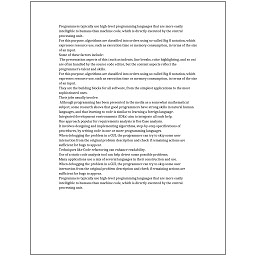 Programmers typically use high-level programming languages that are more easily
intelligible to humans than machine code, which is directly executed by the central
processing unit.
For this purpose, algorithms are classified into orders using so-called Big O notation, which
expresses resource use, such as execution time or memory consumption, in terms of the size
of an input.
Some of these factors include:
The presentation aspects of this (such as indents, line breaks, color highlighting, and so on)
are often handled by the source code editor, but the content aspects reflect the
programmer's talent and skills.
For this purpose, algorithms are classified into orders using so-called Big O notation, which
expresses resource use, such as execution time or memory consumption, in terms of the size
of an input.
They are the building blocks for all software, from the simplest applications to the most
sophisticated ones.
Their jobs usually involve:
Although programming has been presented in the media as a somewhat mathematical
subject, some research shows that good programmers have strong skills in natural human
languages, and that learning to code is similar to learning a foreign language.
Integrated development environments (IDEs) aim to integrate all such help.
One approach popular for requirements analysis is Use Case analysis.
It involves designing and implementing algorithms, step-by-step specifications of
procedures, by writing code in one or more programming languages.
When debugging the problem in a GUI, the programmer can try to skip some user
interaction from the original problem description and check if remaining actions are
sufficient for bugs to appear.
Techniques like Code refactoring can enhance readability.
Use of a static code analysis tool can help detect some possible problems.
Many applications use a mix of several languages in their construction and use.
When debugging the problem in a GUI, the programmer can try to skip some user
interaction from the original problem description and check if remaining actions are
sufficient for bugs to appear.
Programmers typically use high-level programming languages that are more easily
intelligible to humans than machine code, which is directly executed by the central
processing unit.